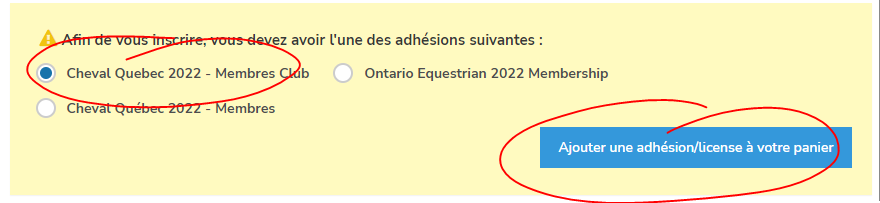 Afin de vous inscrire, vous devez avoir l'une des adhésions suivantes :
Cheval Quebec 2022 - Membres Club
Ontario Equestrian 2022 Membership
Cheval Québec 2022 - Membres
Ajouter une adhésion/license à votre panier